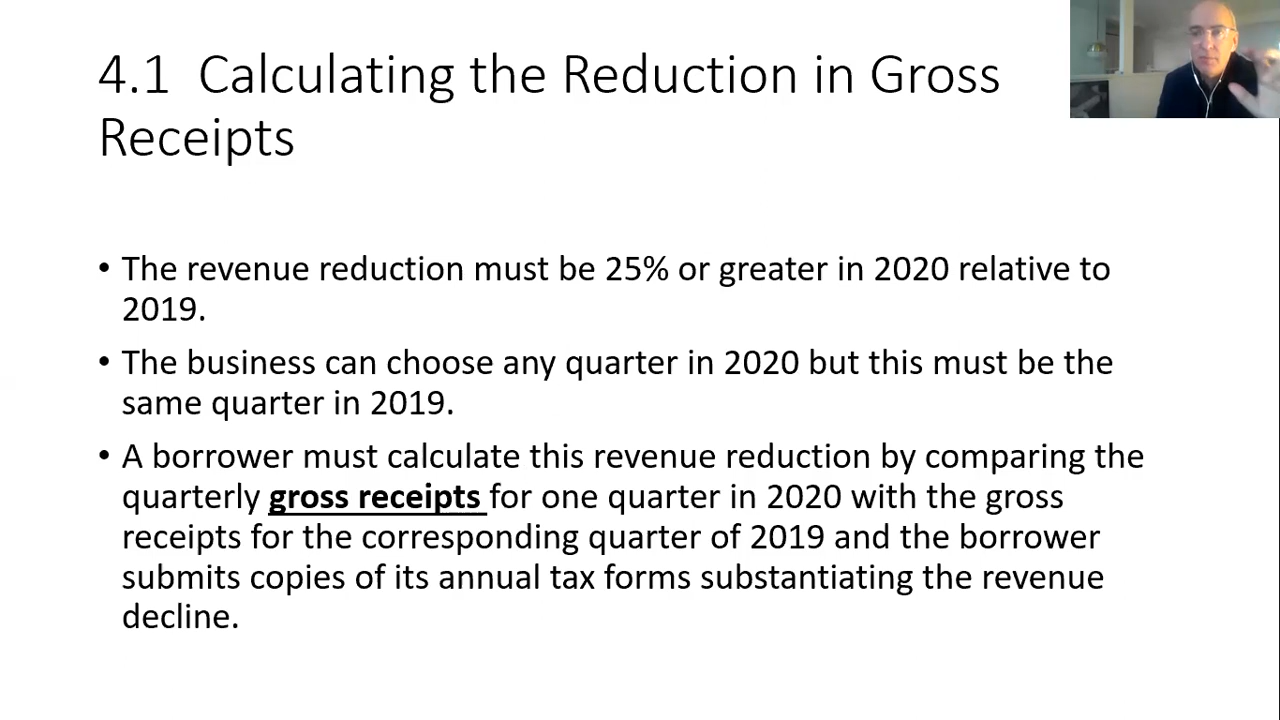 4.1 Calculating the Reduction in Gross
Receipts
• The revenue reduction must be 25% or greater in 2020 relative to
2019.
• The business can choose any quarter in 2020 but this must be the
same quarter in 2019.
• A borrower must calculate this revenue reduction by comparing the
quarterly gross receipts for one quarter in 2020 with the gross
receipts for the corresponding quarter of 2019 and the borrower
submits copies of its annual tax forms substantiating the revenue
decline.